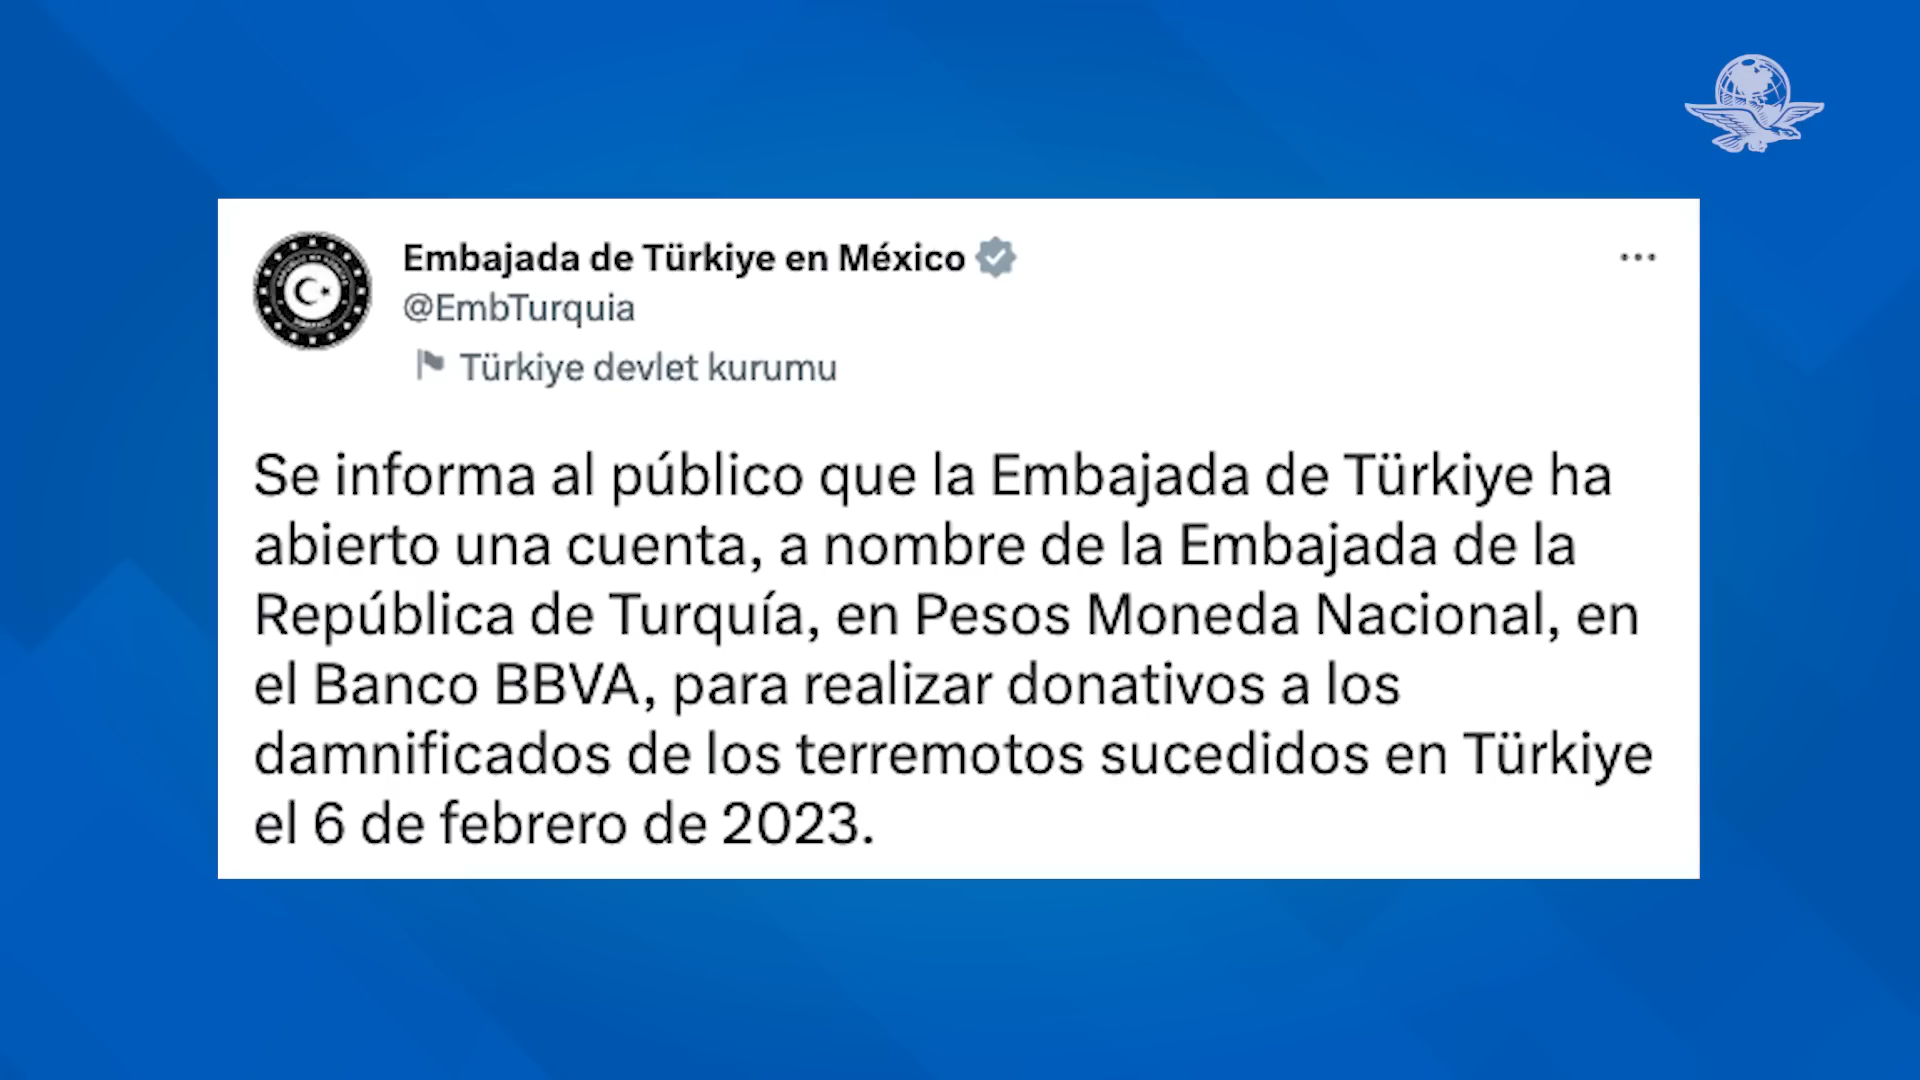 Embajada de Türkiye en México
@EmbTurquia
Türkiye devlet kurumu
Se informa al público que la Embajada de Türkiye ha
abierto una cuenta, a nombre de la Embajada de la
República de Turquía, en Pesos Moneda Nacional, en
el Banco BBVA, para realizar donativos a los
damnificados de los terremotos sucedidos en Türkiye
el 6 de febrero de 2023.